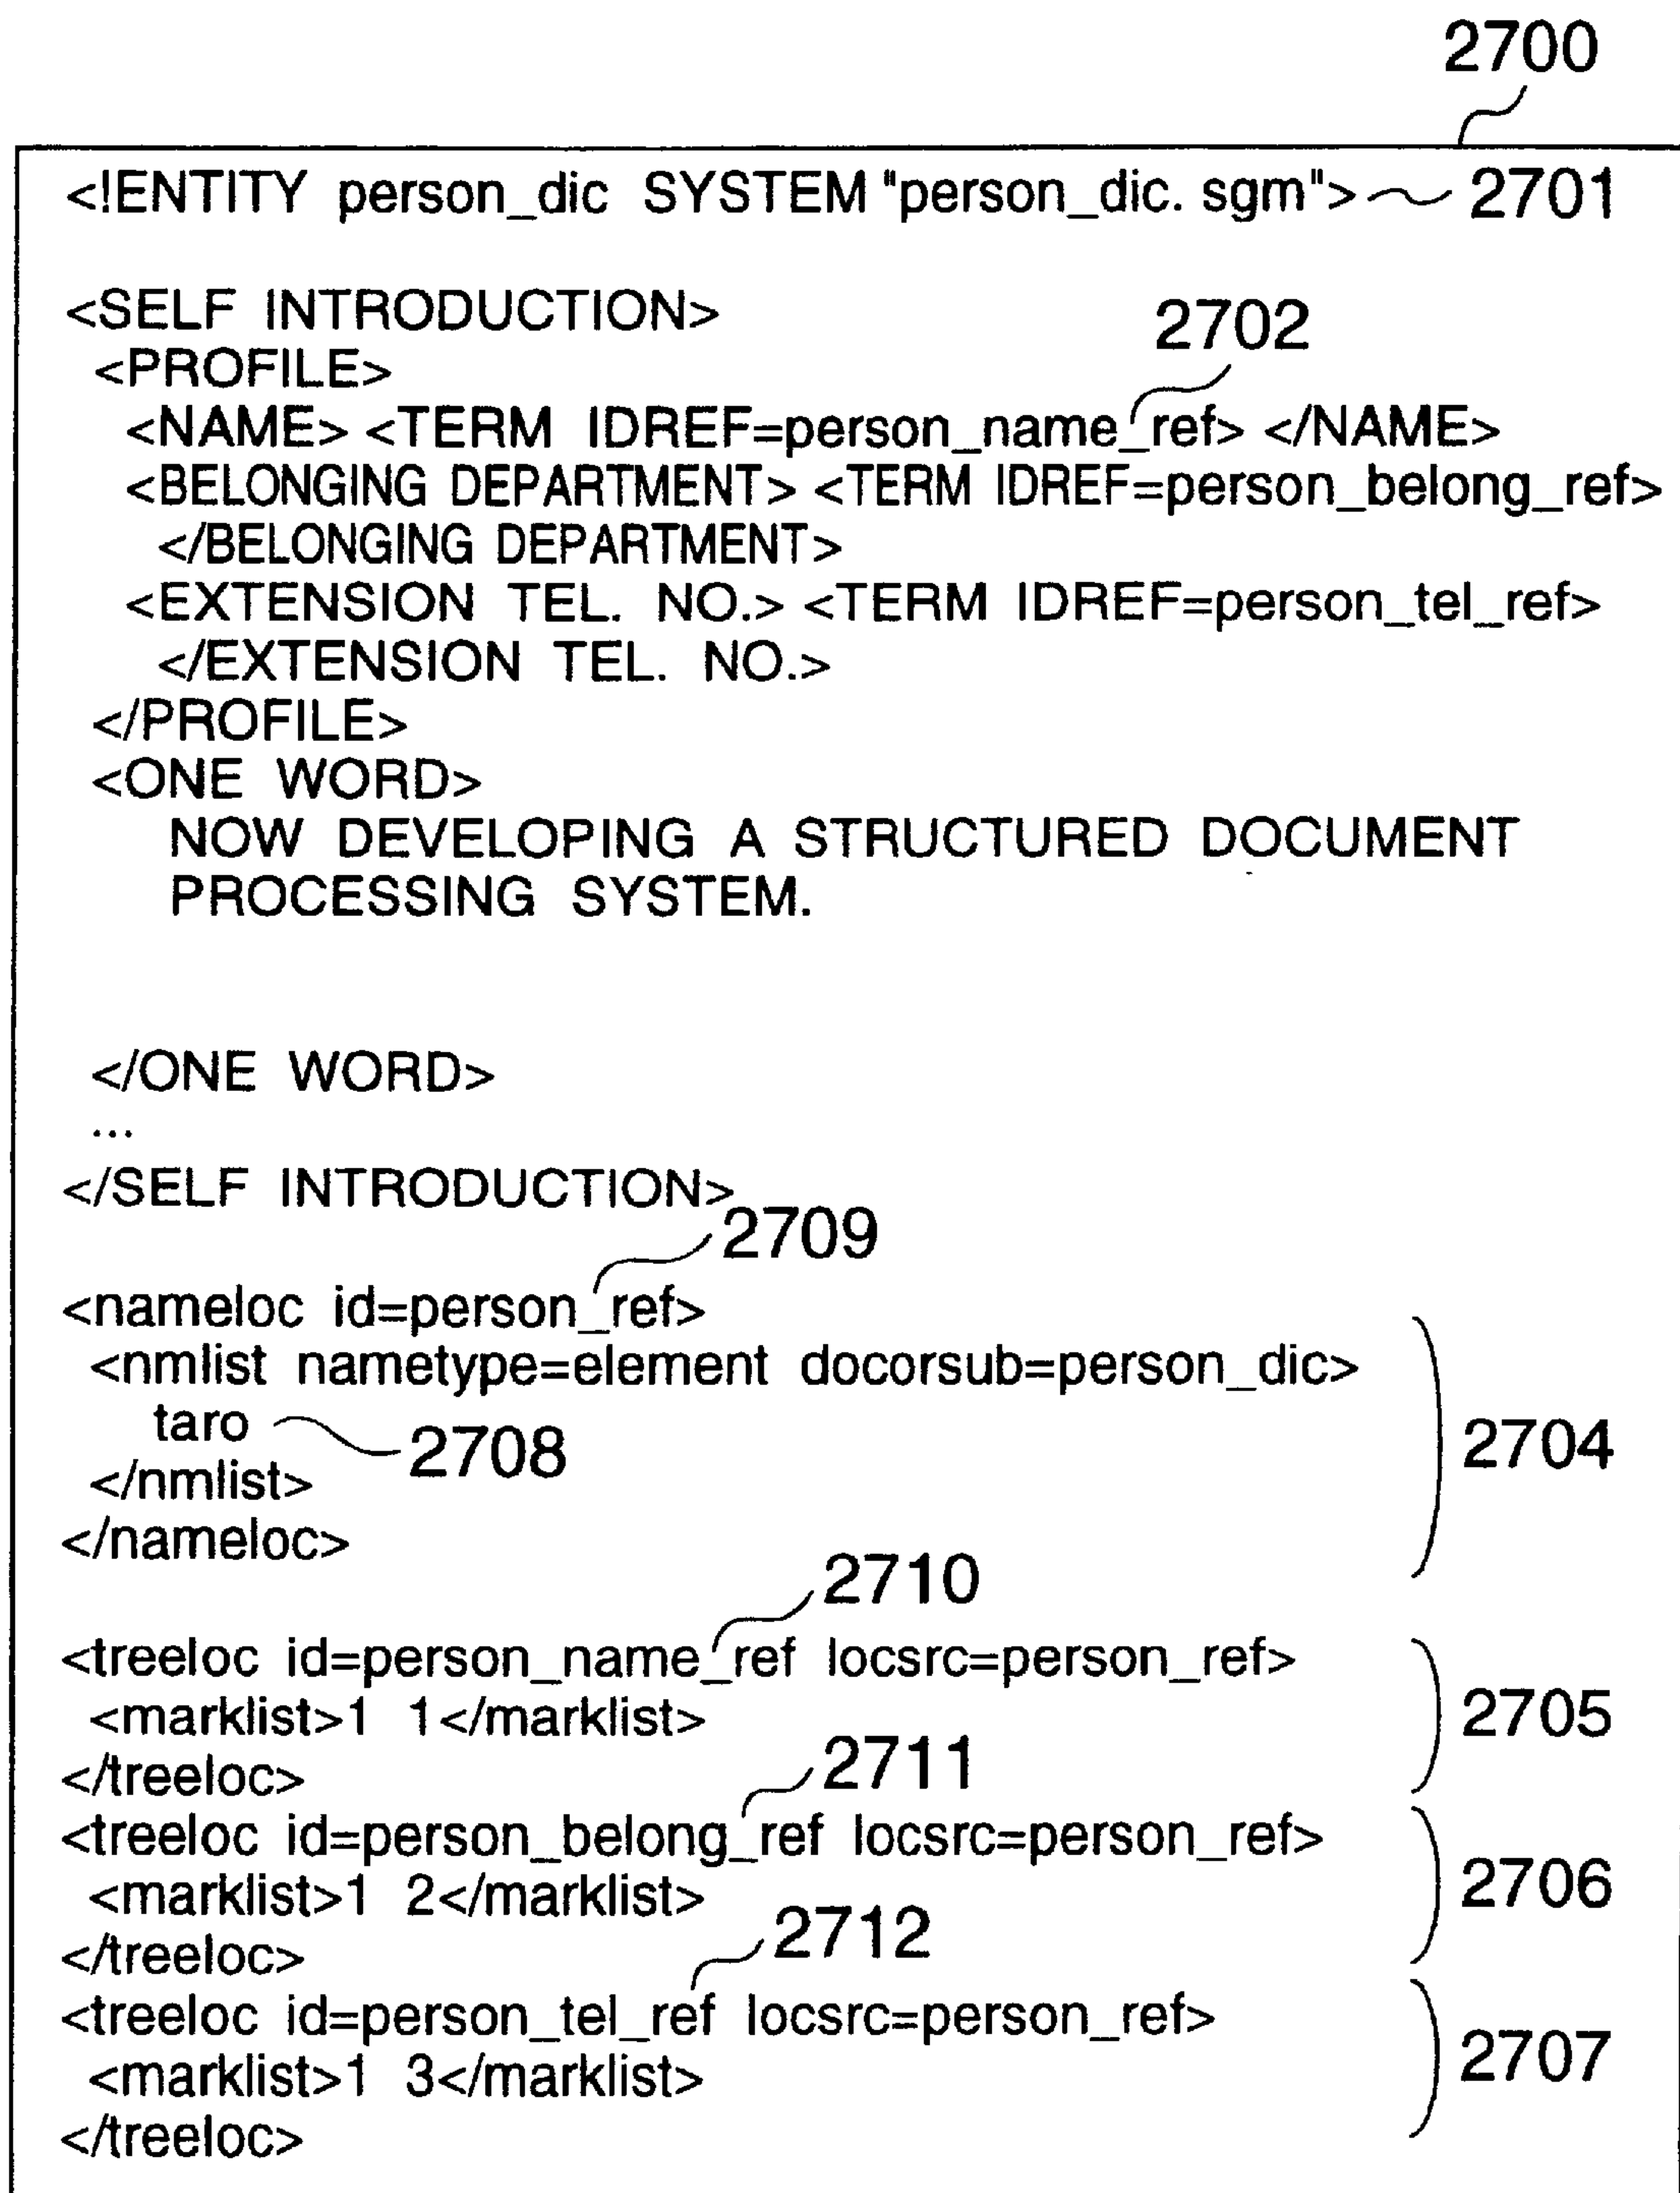 2700
<!ENTITY person_dic SYSTEM "person_dic. sgm"> 2701
<SELF INTRODUCTION>
2702
<PROFILE>
<NAME> <TERM IDREF=person_name_ref> </NAME>
<BELONGING DEPARTMENT> <TERM IDREF=person_belong_ref>
</BELONGING DEPARTMENT>
<EXTENSION TEL. NO.> <TERM IDREF=person_tel_ref>
</EXTENSION TEL. NO.>
</PROFILE>
<ONE WORD>
NOW DEVELOPING A STRUCTURED DOCUMENT
PROCESSING SYSTEM.
</ONE WORD>
...
</SELF INTRODUCTION>
2709
<nameloc id=person_ref>
<nmlist nametype=element docorsub=person_dic>
taro 2708
2704
</nmlist>
</nameloc>
2710
<treeloc id=person_name_ref locsrc=person_ref>
<marklist>1 1</marklist> 2705
</treeloc>
2711
<treeloc id=person_belong_ref locsrc=person_ref>
<marklist>1 2</marklist> 2706
</treeloc>
2712
<treeloc id=person_tel_ref locsrc=person_ref>
<marklist>1 3</marklist> 2707
</treeloc>